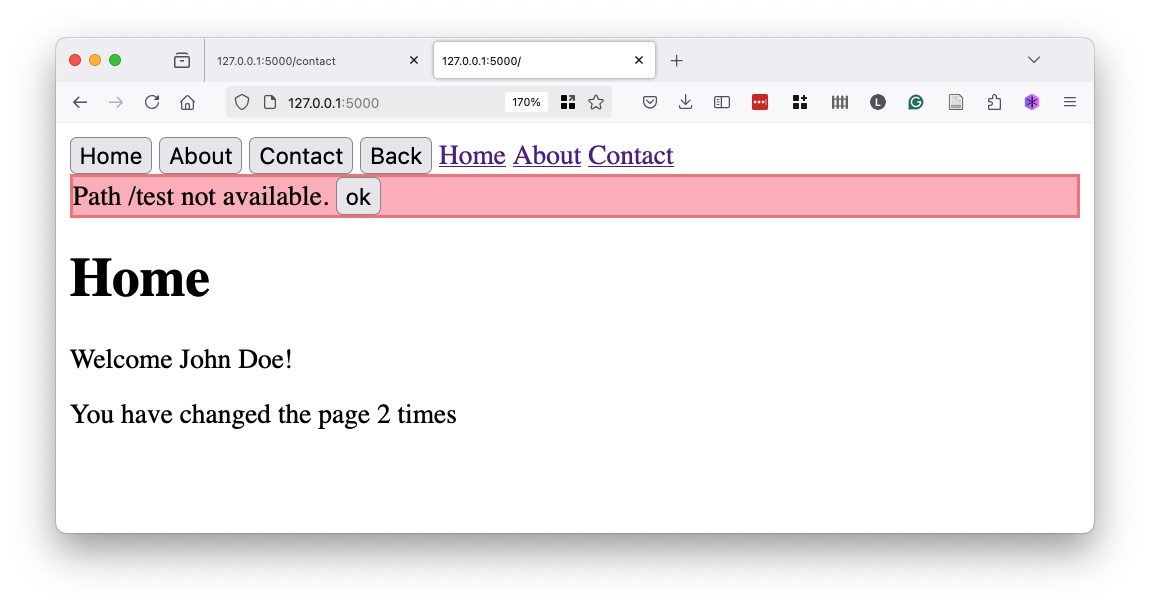 127.0.0.1:5000/contact 127.0.0.1:5000/
127.0.0.1:5000 170% L G
Home About Contact Back Home About Contact
Path /test not available. ok
Home
Welcome John Doe!
You have changed the page 2 times